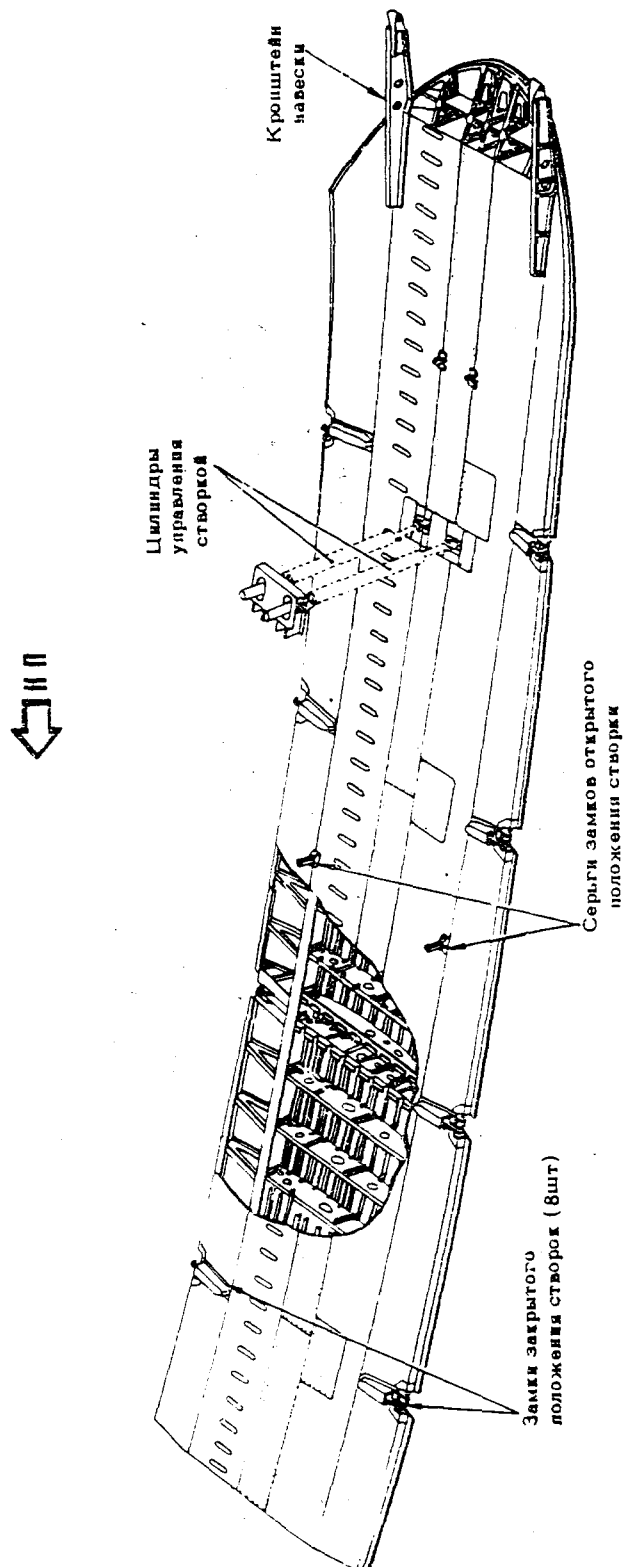 НП
Кронштейн
навески
Цилиндры
управления
створкой
Серьги замков открытого
положения створки
Замки закрытого
положения створок (8шт)